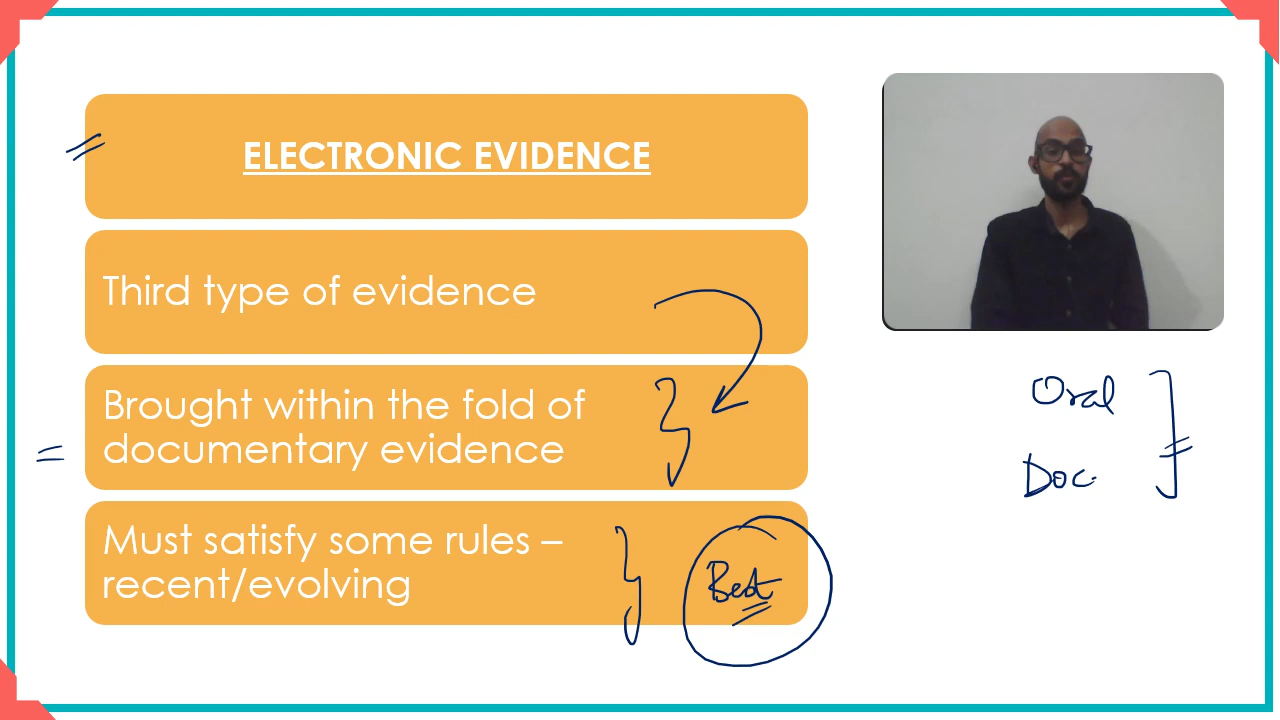 ELECTRONIC EVIDENCE
Third type of evidence
Brought within the fold of
documentary evidence
Must satisfy some rules –
recent/evolving
Best
Oral
Doc